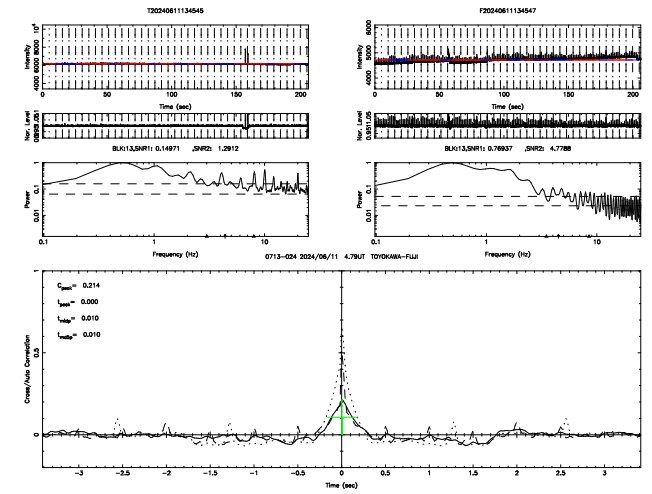 T20240611134545
F20240611134547
Intensity
4000 6000 8000 10⁴
0 50 100 150 200
Time (sec)
Intensity
4000 5000 6000
0 50 100 150 200
Time (sec)
Nor. Level
Nor. Level
BLK:13,SNR1: 0.14971 ,SNR2: 1.2912
BLK:13,SNR1: 0.76937 ,SNR2: 4.7788
Power
0.01 0.1 1
0.1 1 10
Frequency (Hz)
Power
0.01 0.1 1
0.1 1 10
Frequency (Hz)
0713-024 2024/06/11 4.79UT TOYOKAWA-FUJI
Cross/Auto Correlation
0 0.5 1
C_peak= 0.214
t_peak= 0.000
t_midp= 0.010
0.010
−3 −2.5 −2 −1.5 −1 −0.5 0 0.5 1 1.5 2 2.5 3
Time (sec)